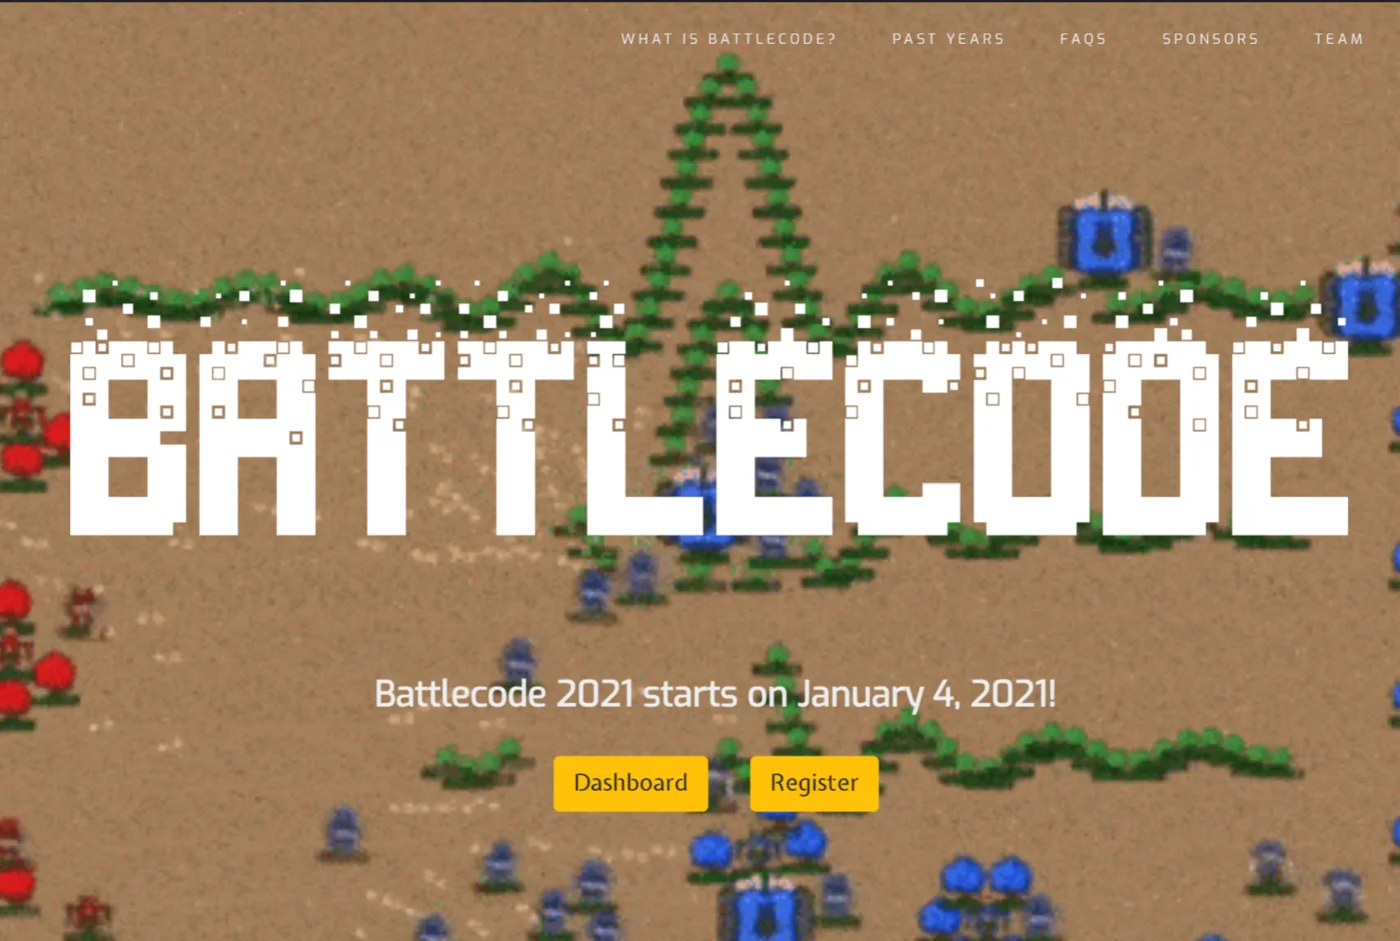 WHAT IS BATTLECODE? PAST YEARS FAQS SPONSORS TEAM
BATTLECODE
Battlecode 2021 starts on January 4, 2021!
Dashboard Register